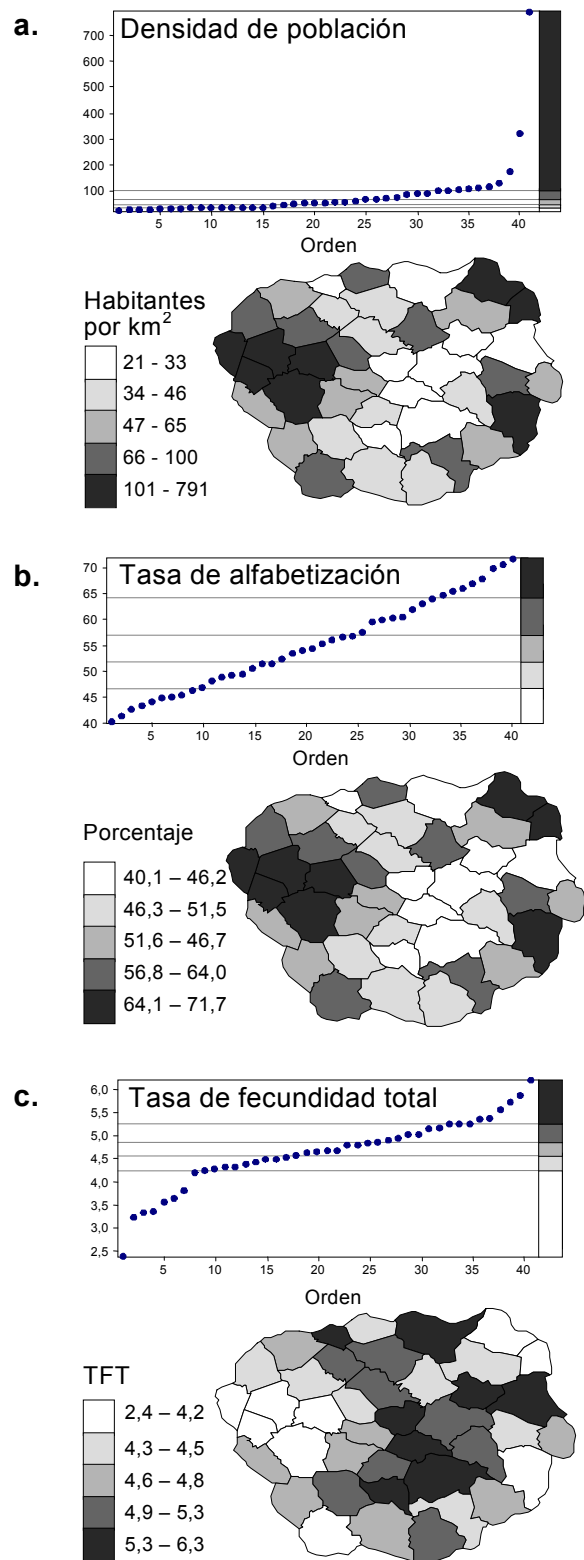 a.
Densidad de población
700
600
500
400
300
200
100
5 10 15 20 25 30 35 40
Orden
Habitantes
por km2
21 - 33
34 - 46
47 - 65
66 - 100
101 - 791
b.
Tasa de alfabetización
70
65
60
55
50
45
40
5 10 15 20 25 30 35 40
Orden
Porcentaje
40,1 – 46,2
46,3 – 51,5
51,6 – 46,7
56,8 – 64,0
64,1 – 71,7
c.
Tasa de fecundidad total
6,0
5,5
5,0
4,5
4,0
3,5
3,0
2,5
5 10 15 20 25 30 35 40
Orden
TFT
2,4 – 4,2
4,3 – 4,5
4,6 – 4,8
4,9 – 5,3
5,3 – 6,3